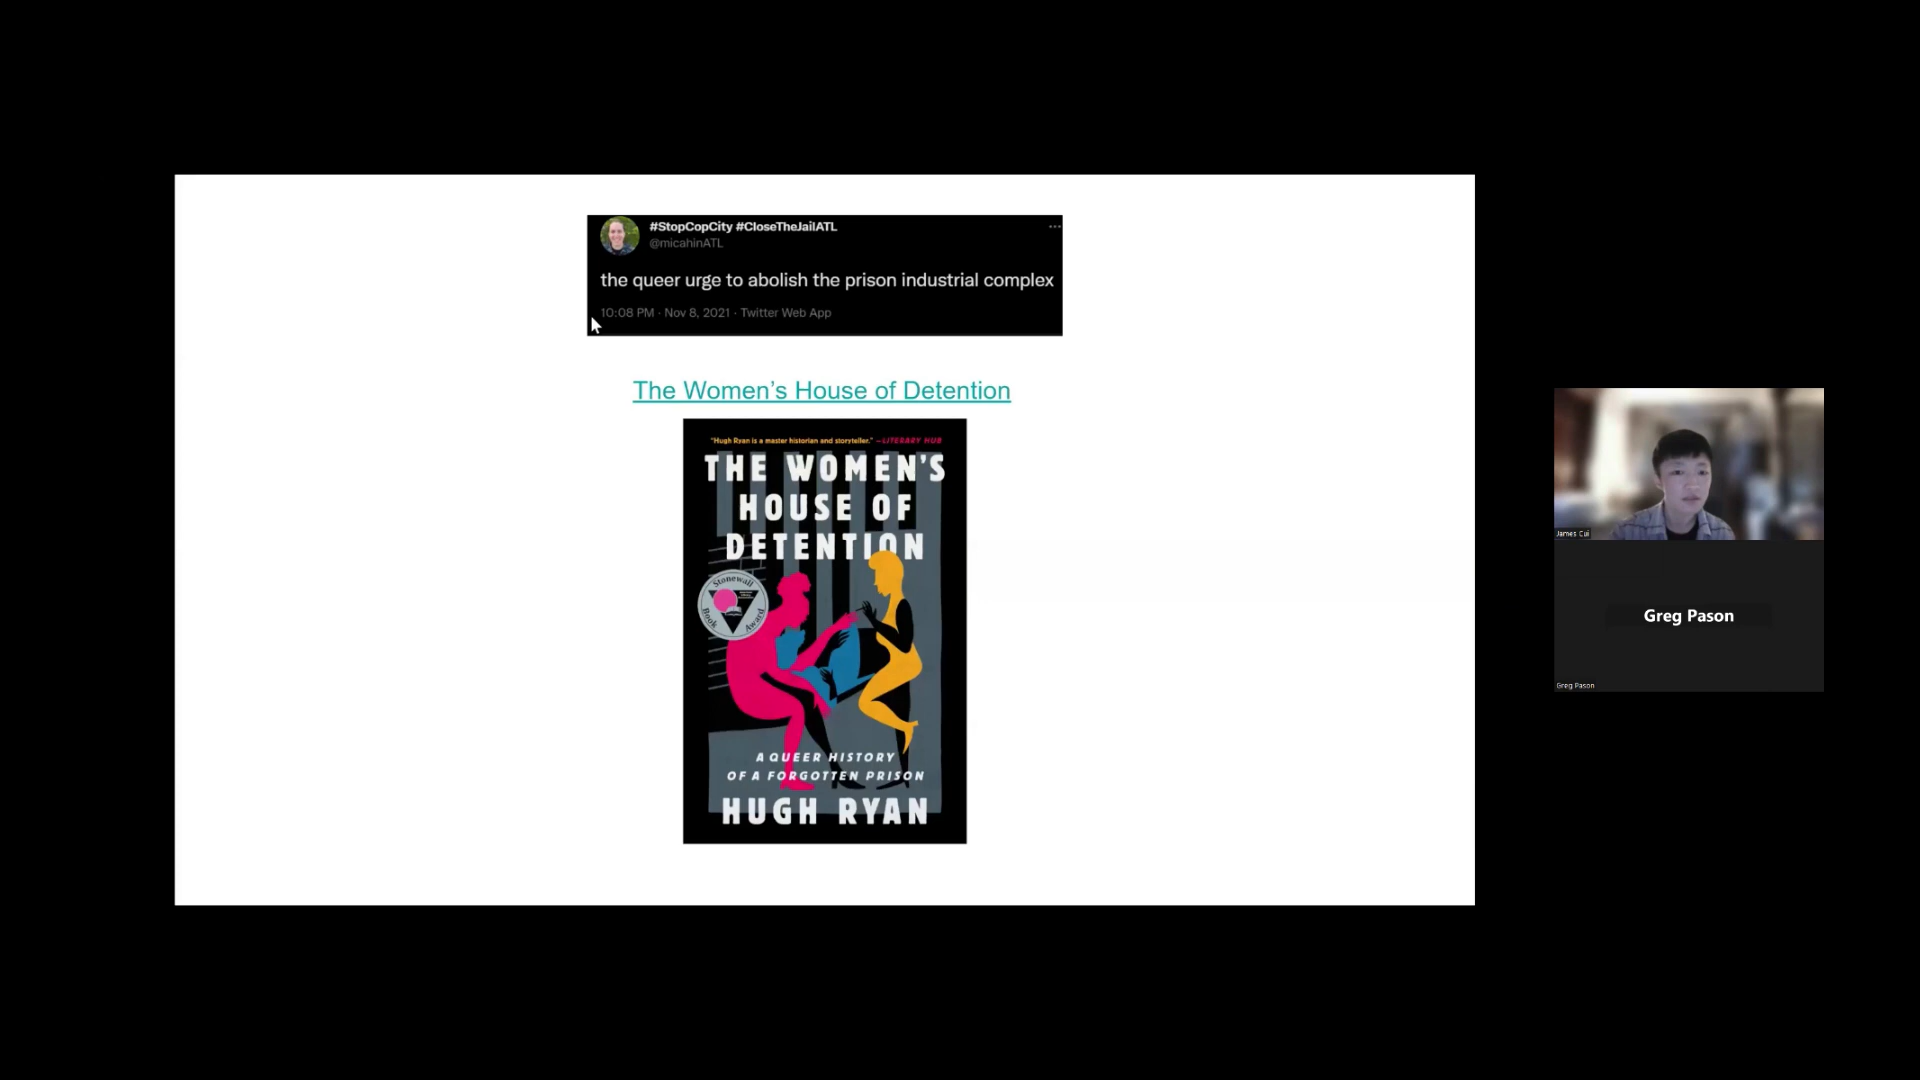 #StopCopCity #CloseTheJailATL
@micahinATL
the queer urge to abolish the prison industrial complex
10:08 PM · Nov 8, 2021 · Twitter Web App
The Women’s House of Detention
"Hugh Ryan is a master historian and storyteller." —LITERARY HUB
THE WOMEN'S
HOUSE OF
DETENTION
Stonewall
Book Award
A QUEER HISTORY
OF A FORGOTTEN PRISON
HUGH RYAN
James Cui
Greg Pason
Greg Pason